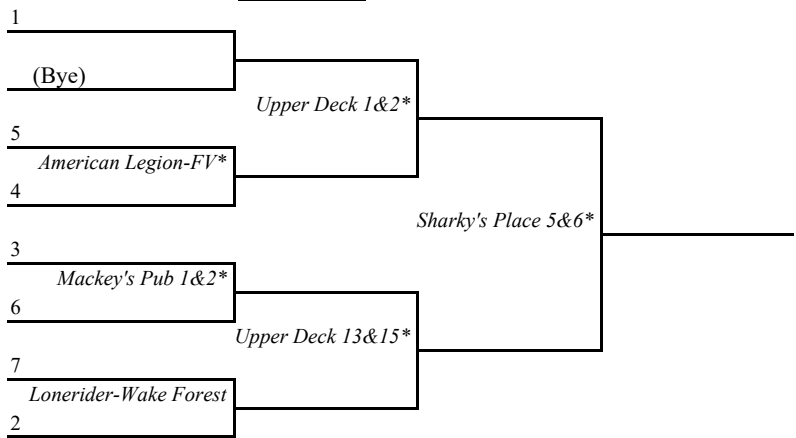 1
(Bye)
Upper Deck 1&2*
5
American Legion-FV*
4
Sharky's Place 5&6*
3
Mackey's Pub 1&2*
6
Upper Deck 13&15*
7
Lonerider-Wake Forest
2